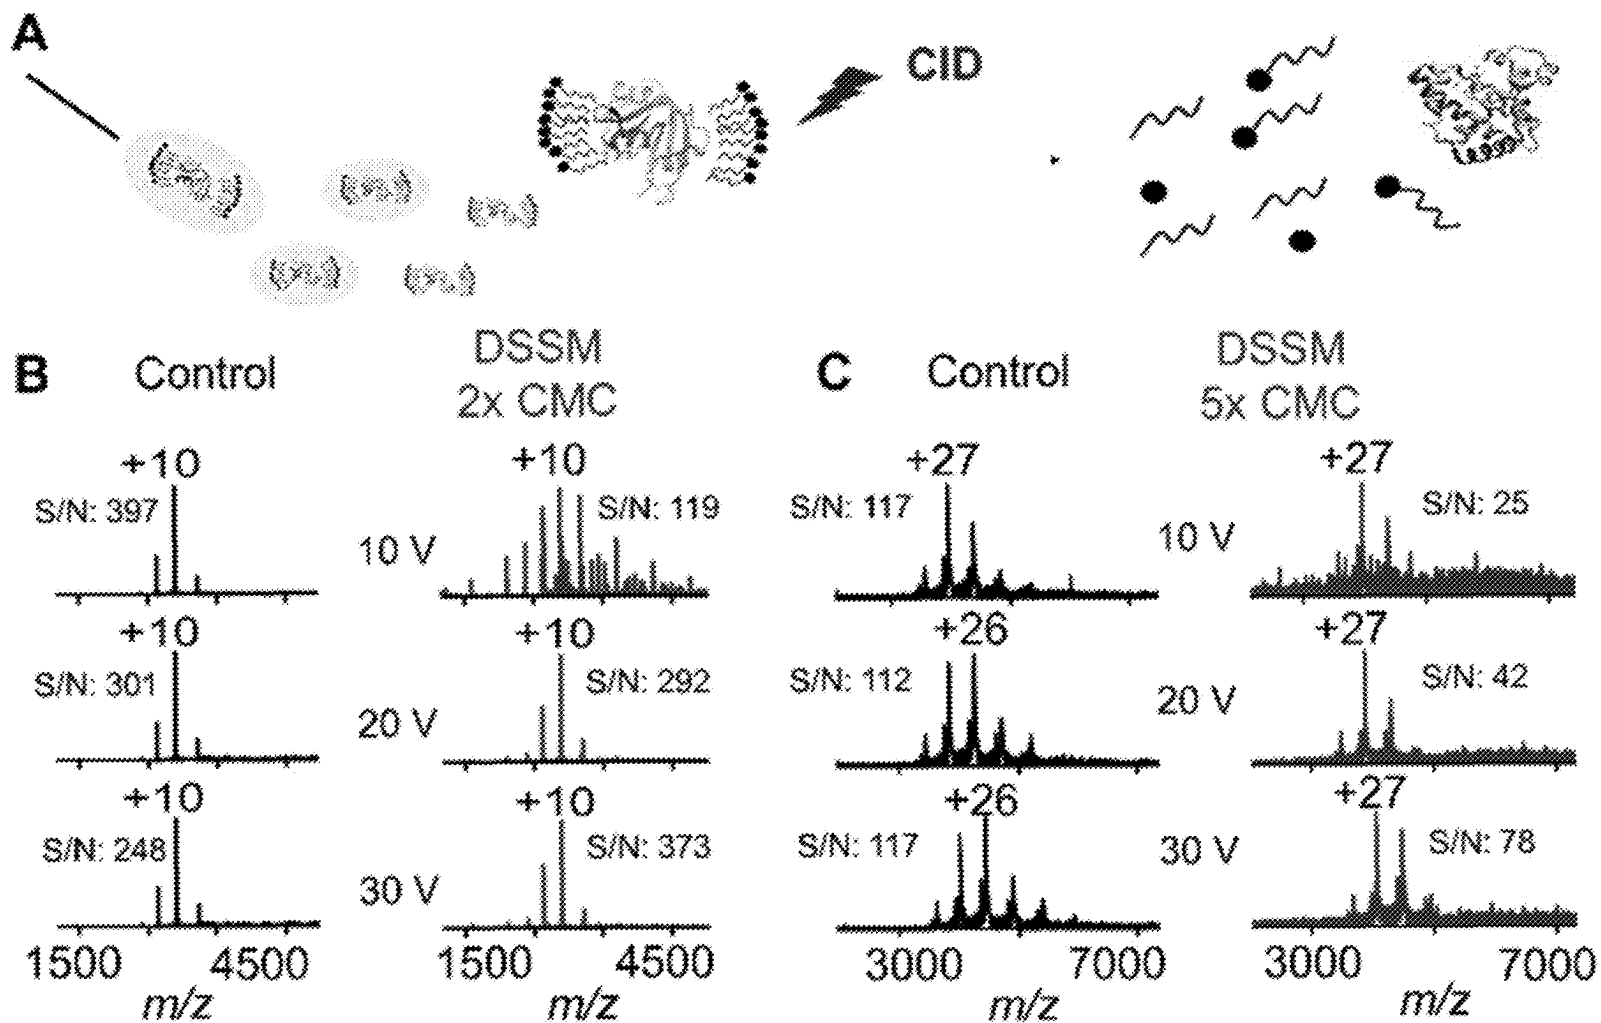 A
CID
B
Control
DSSM
2x CMC
+10
S/N: 397
10 V
+10
S/N: 119
+10
S/N: 301
20 V
+10
S/N: 292
+10
S/N: 248
30 V
+10
S/N: 373
1500
4500
m/z
1500
4500
m/z
C
Control
DSSM
5x CMC
+27
S/N: 117
10 V
+27
S/N: 25
+26
S/N: 112
20 V
+27
S/N: 42
+26
S/N: 117
30 V
+27
S/N: 78
3000
7000
m/z
3000
7000
m/z